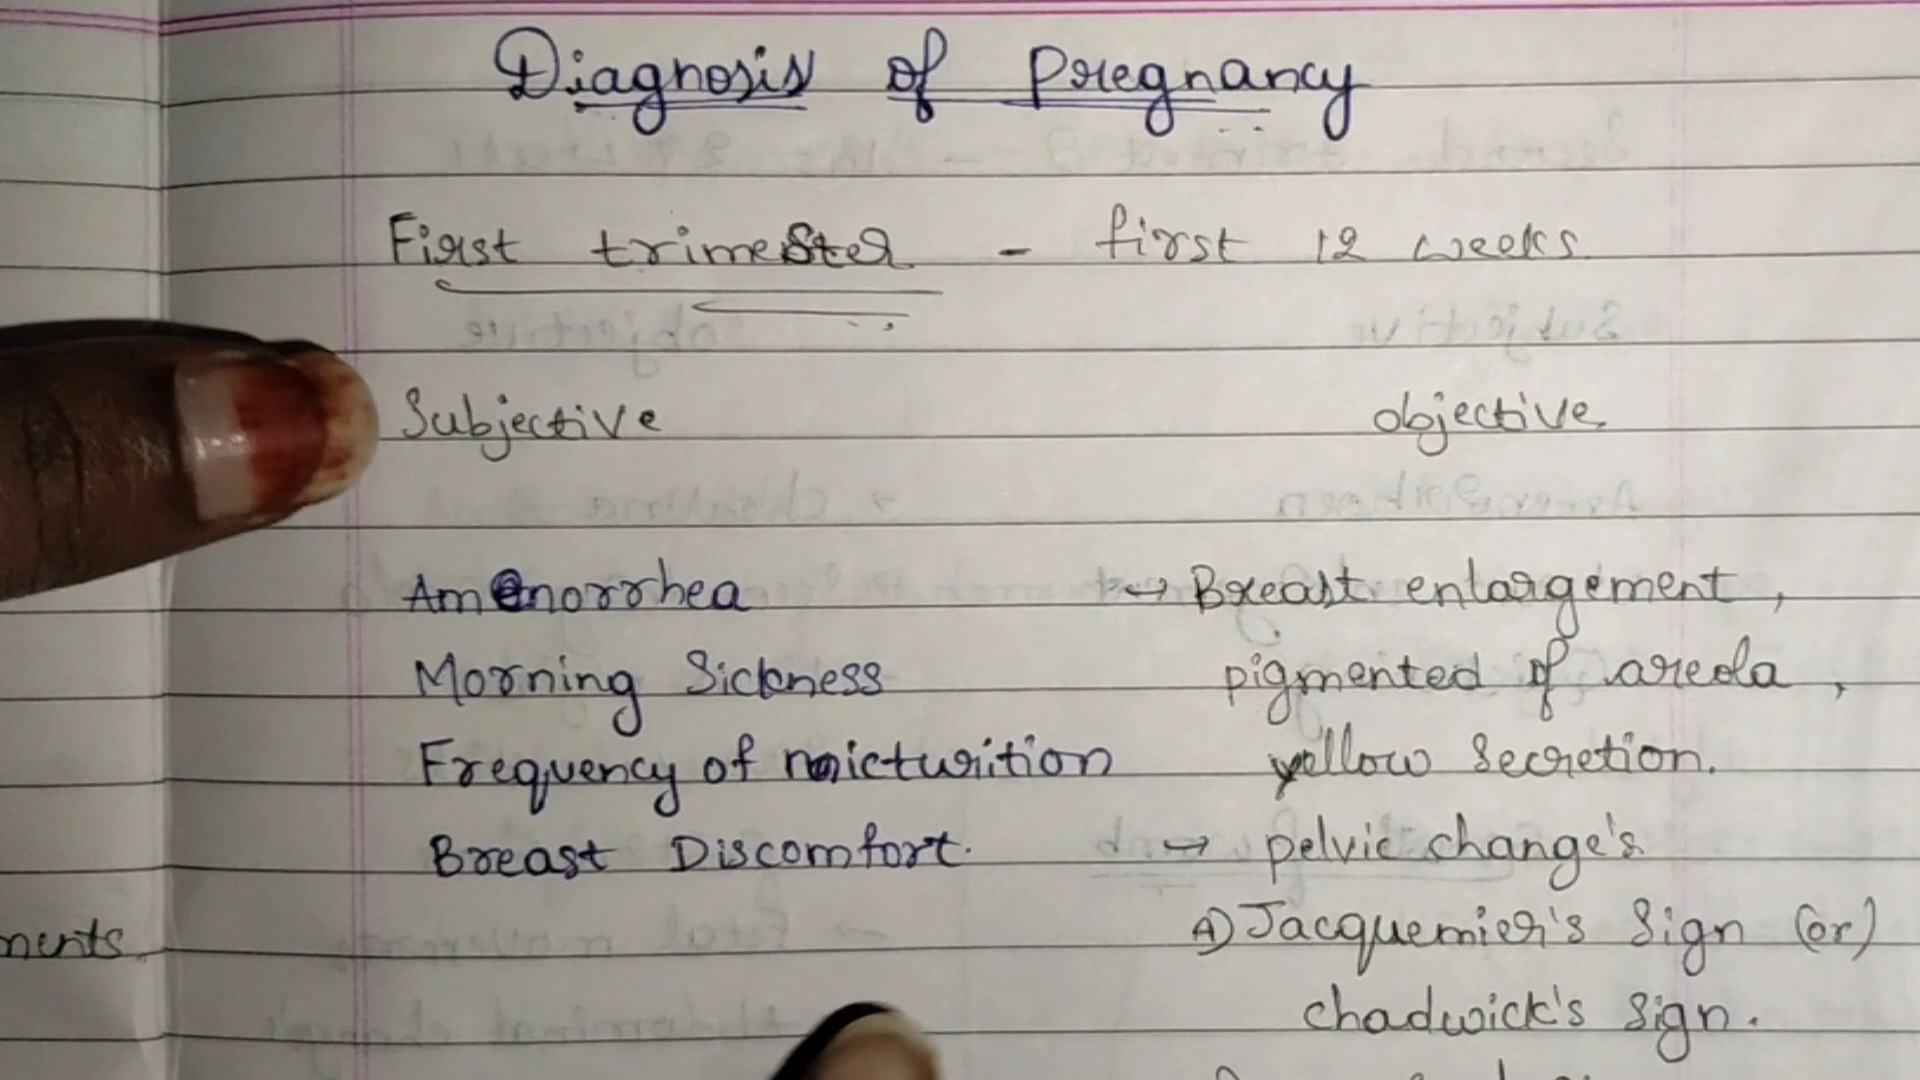 Diagnosis of Pregnancy
First trimester - first 12 weeks
Subjective
objective
Amenorrhea
Morning Sickness
Frequency of micturition
Breast Discomfort.
→ Breast enlargement,
pigmented of areola,
yellow Secretion.
→ pelvic change's
A) Jacquemier's Sign (or)
chadwick's sign.
ments